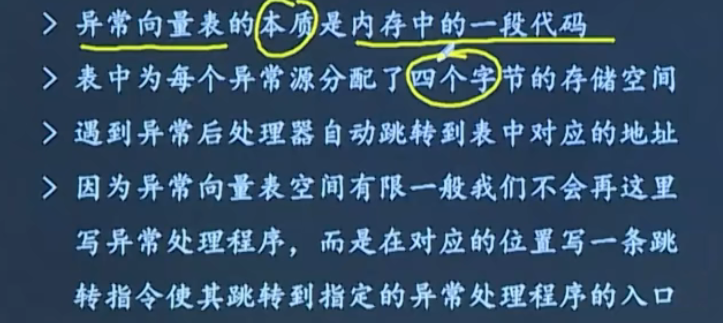 > 异常向量表的本质是内存中的一段代码
> 表中为每个异常源分配了四个字节的存储空间
> 遇到异常后处理器自动跳转到表中对应的地址
> 因为异常向量表空间有限一般我们不会再这里
写异常处理程序，而是在对应的位置写一条跳
转指令使其跳转到指定的异常处理程序的入口